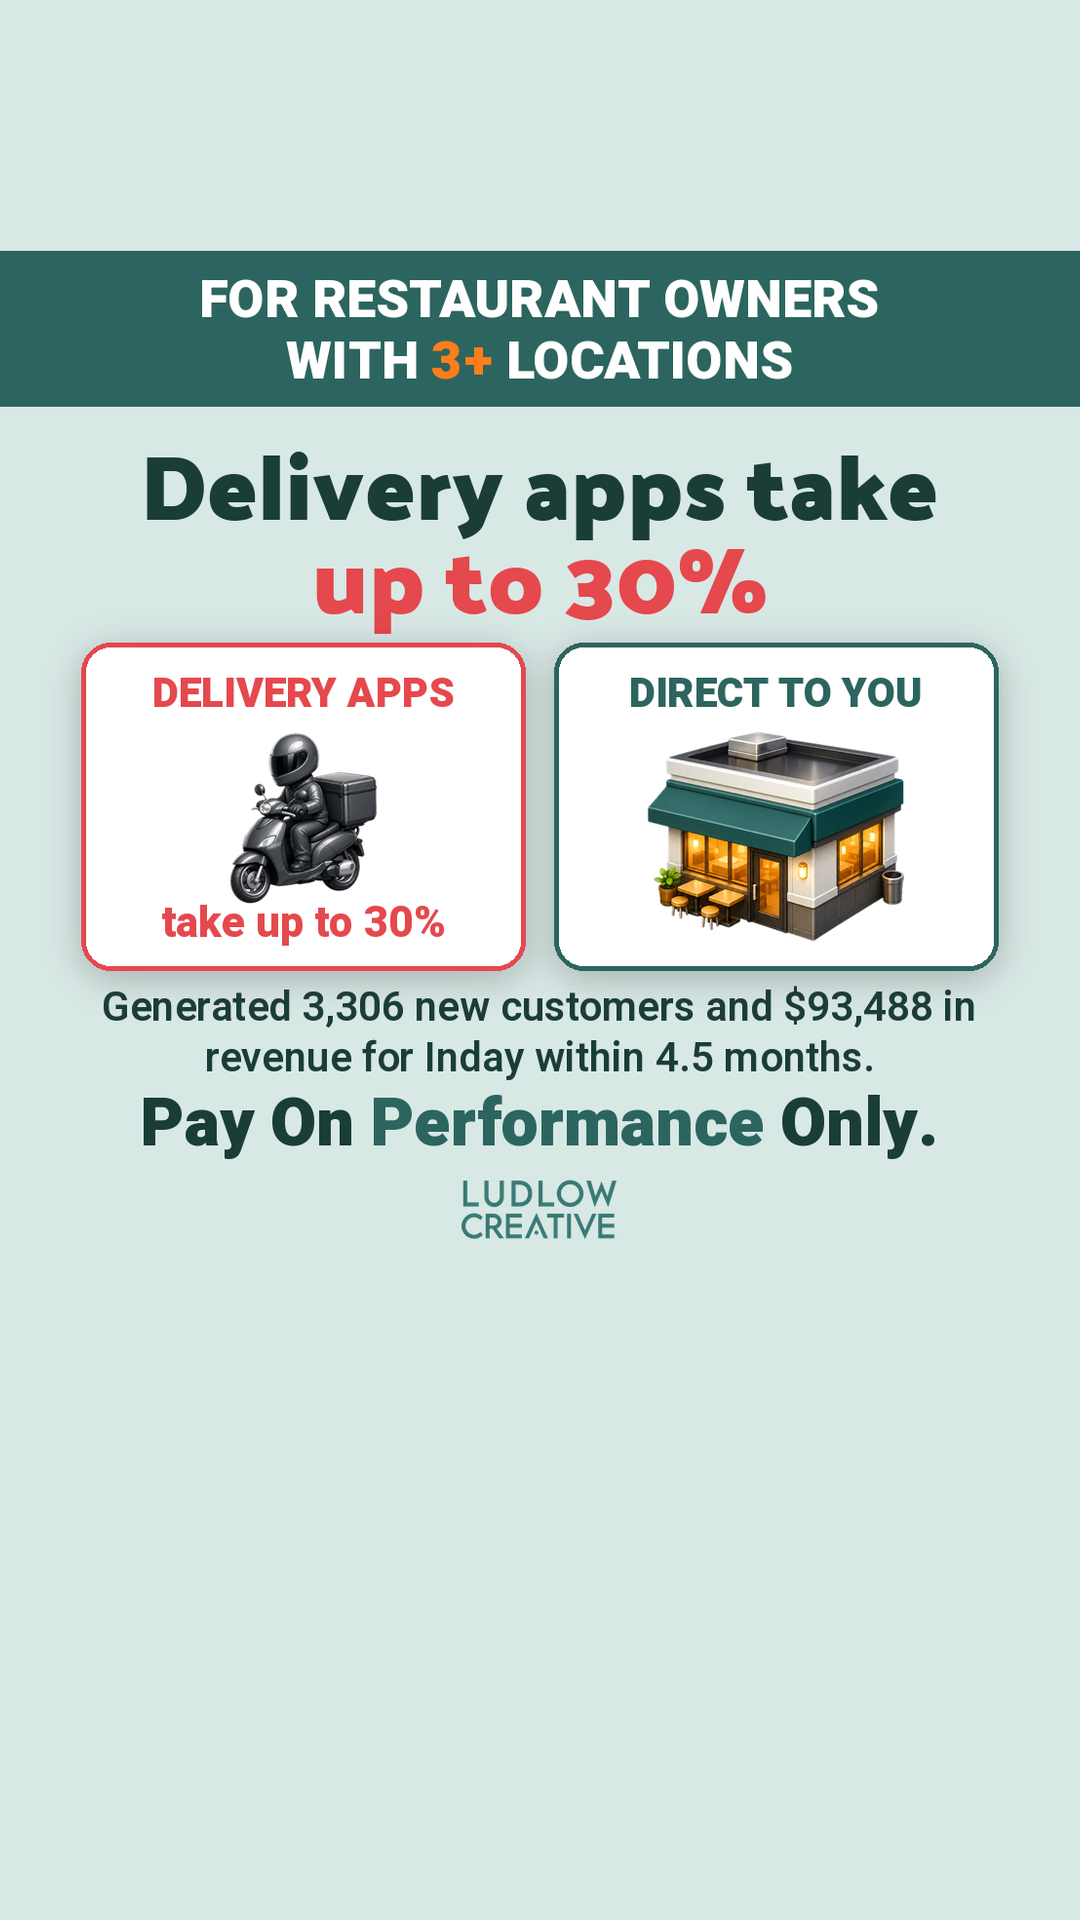 FOR RESTAURANT OWNERS
WITH 3+ LOCATIONS
Delivery apps take
up to 30%
DELIVERY APPS
take up to 30%
DIRECT TO YOU
Generated 3,306 new customers and $93,488 in
revenue for Inday within 4.5 months.
Pay On Performance Only.
LUDLOW
CREATIVE